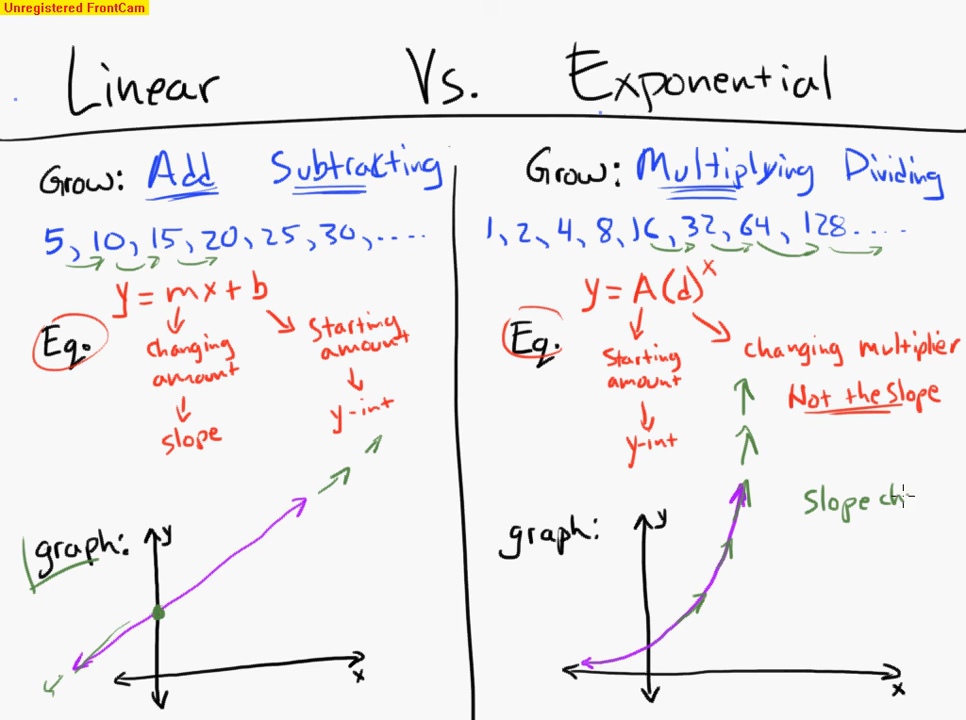 Unregistered FrontCam
Linear Vs. Exponential
Grow: Add Subtracting
5, 10, 15, 20, 25, 30, ....
y = mx + b
Eq.
Changing amount
slope
Starting amount
y-int
graph:
y
x
Grow: Multiplying Dividing
1, 2, 4, 8, 16, 32, 64, 128....
y = A(d)^x
Eq.
Starting amount
y-int
changing multiplier
Not the Slope
Slope ch
graph:
y
x